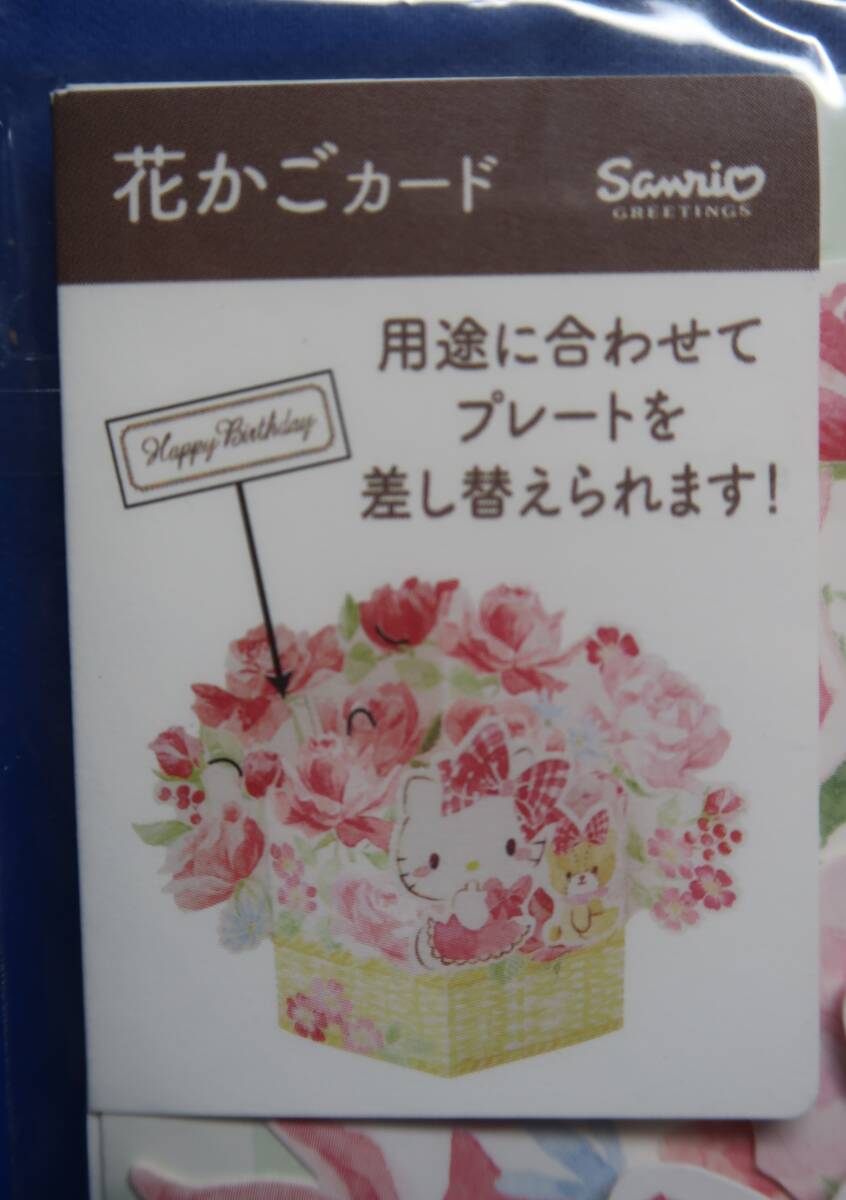 花かごカード
Sanrio
GREETINGS
用途に合わせて
プレートを
差し替えられます!
Happy Birthday